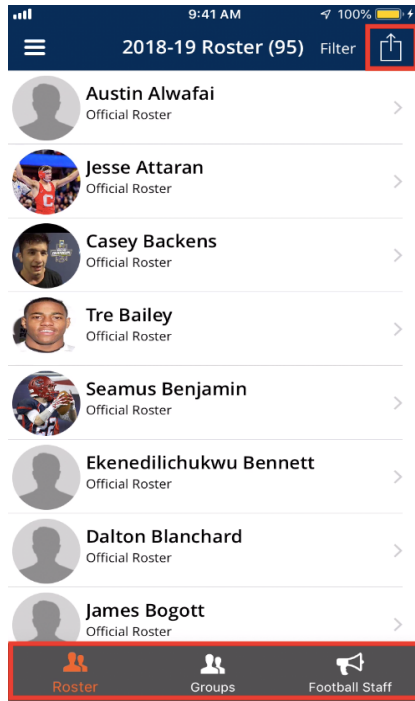 9:41 AM 100%
2018-19 Roster (95) Filter
Austin Alwafai
Official Roster
Jesse Attaran
Official Roster
Casey Backens
Official Roster
Tre Bailey
Official Roster
Seamus Benjamin
Official Roster
Ekenedilichukwu Bennett
Official Roster
Dalton Blanchard
Official Roster
James Bogott
Official Roster
Roster Groups Football Staff